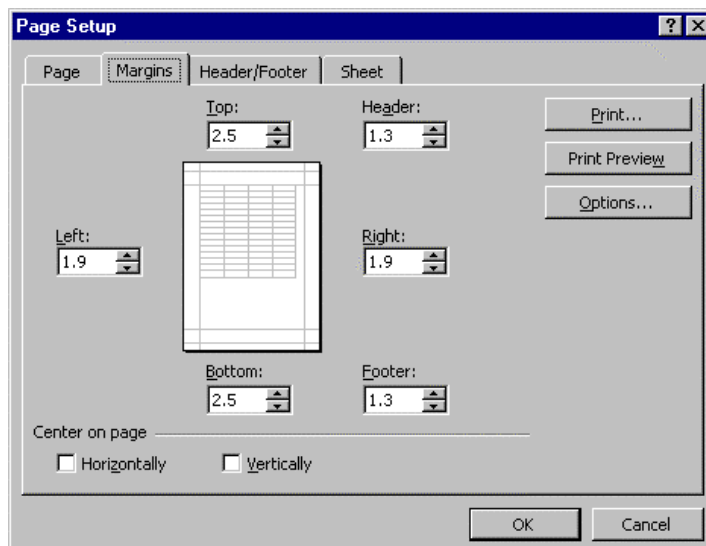 Page Setup
Page Margins Header/Footer Sheet
Top: Header:
2.5 1.3
Print...
Print Preview
Options...
Left: Right:
1.9 1.9
Bottom: Footer:
2.5 1.3
Center on page
Horizontally Vertically
OK Cancel